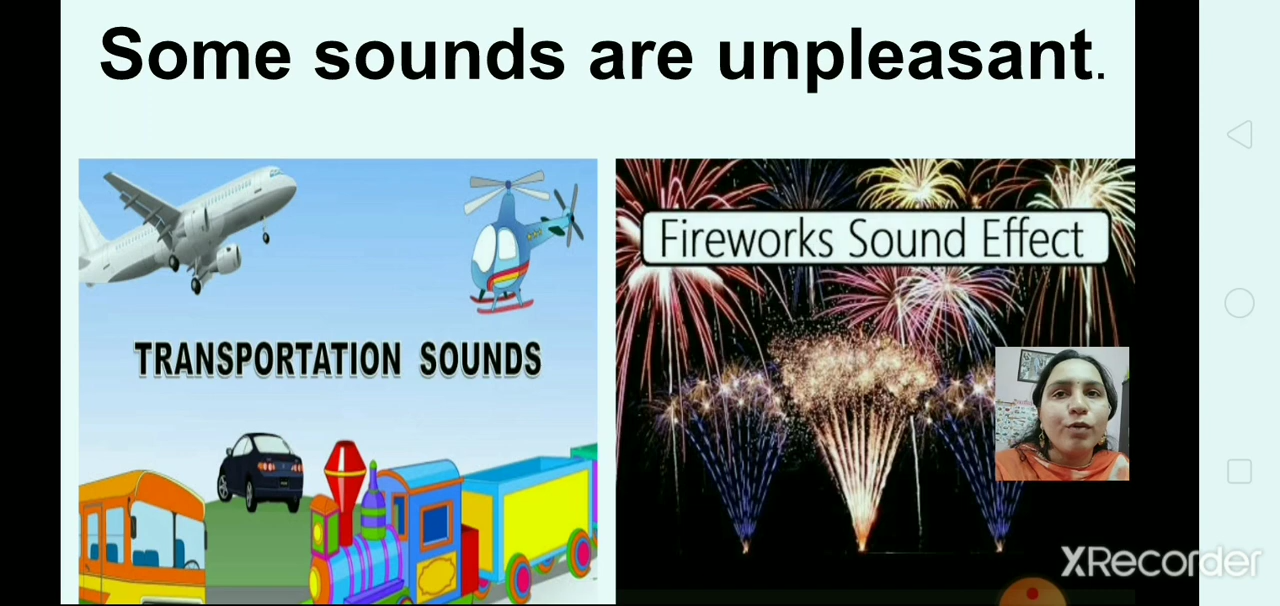 Some sounds are unpleasant.
TRANSPORTATION SOUNDS
Fireworks Sound Effect
XRecorder